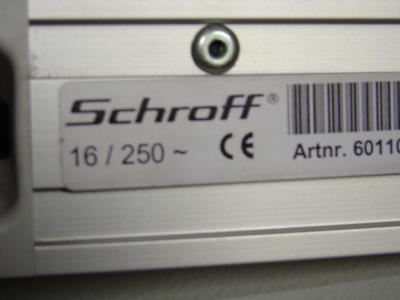 Schroff®
16 / 250 ~ CE Artnr. 60110